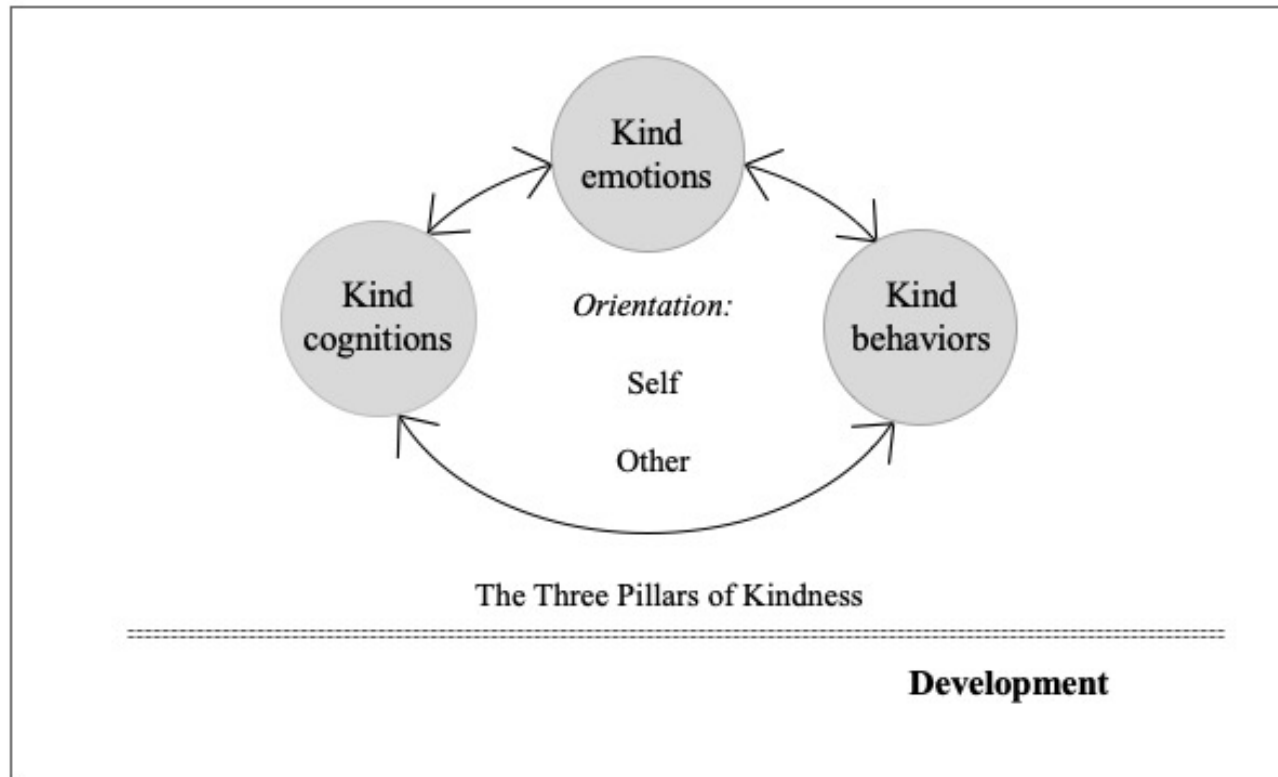 Kind
emotions
Kind
cognitions
Kind
behaviors
Orientation:
Self
Other
The Three Pillars of Kindness
Development